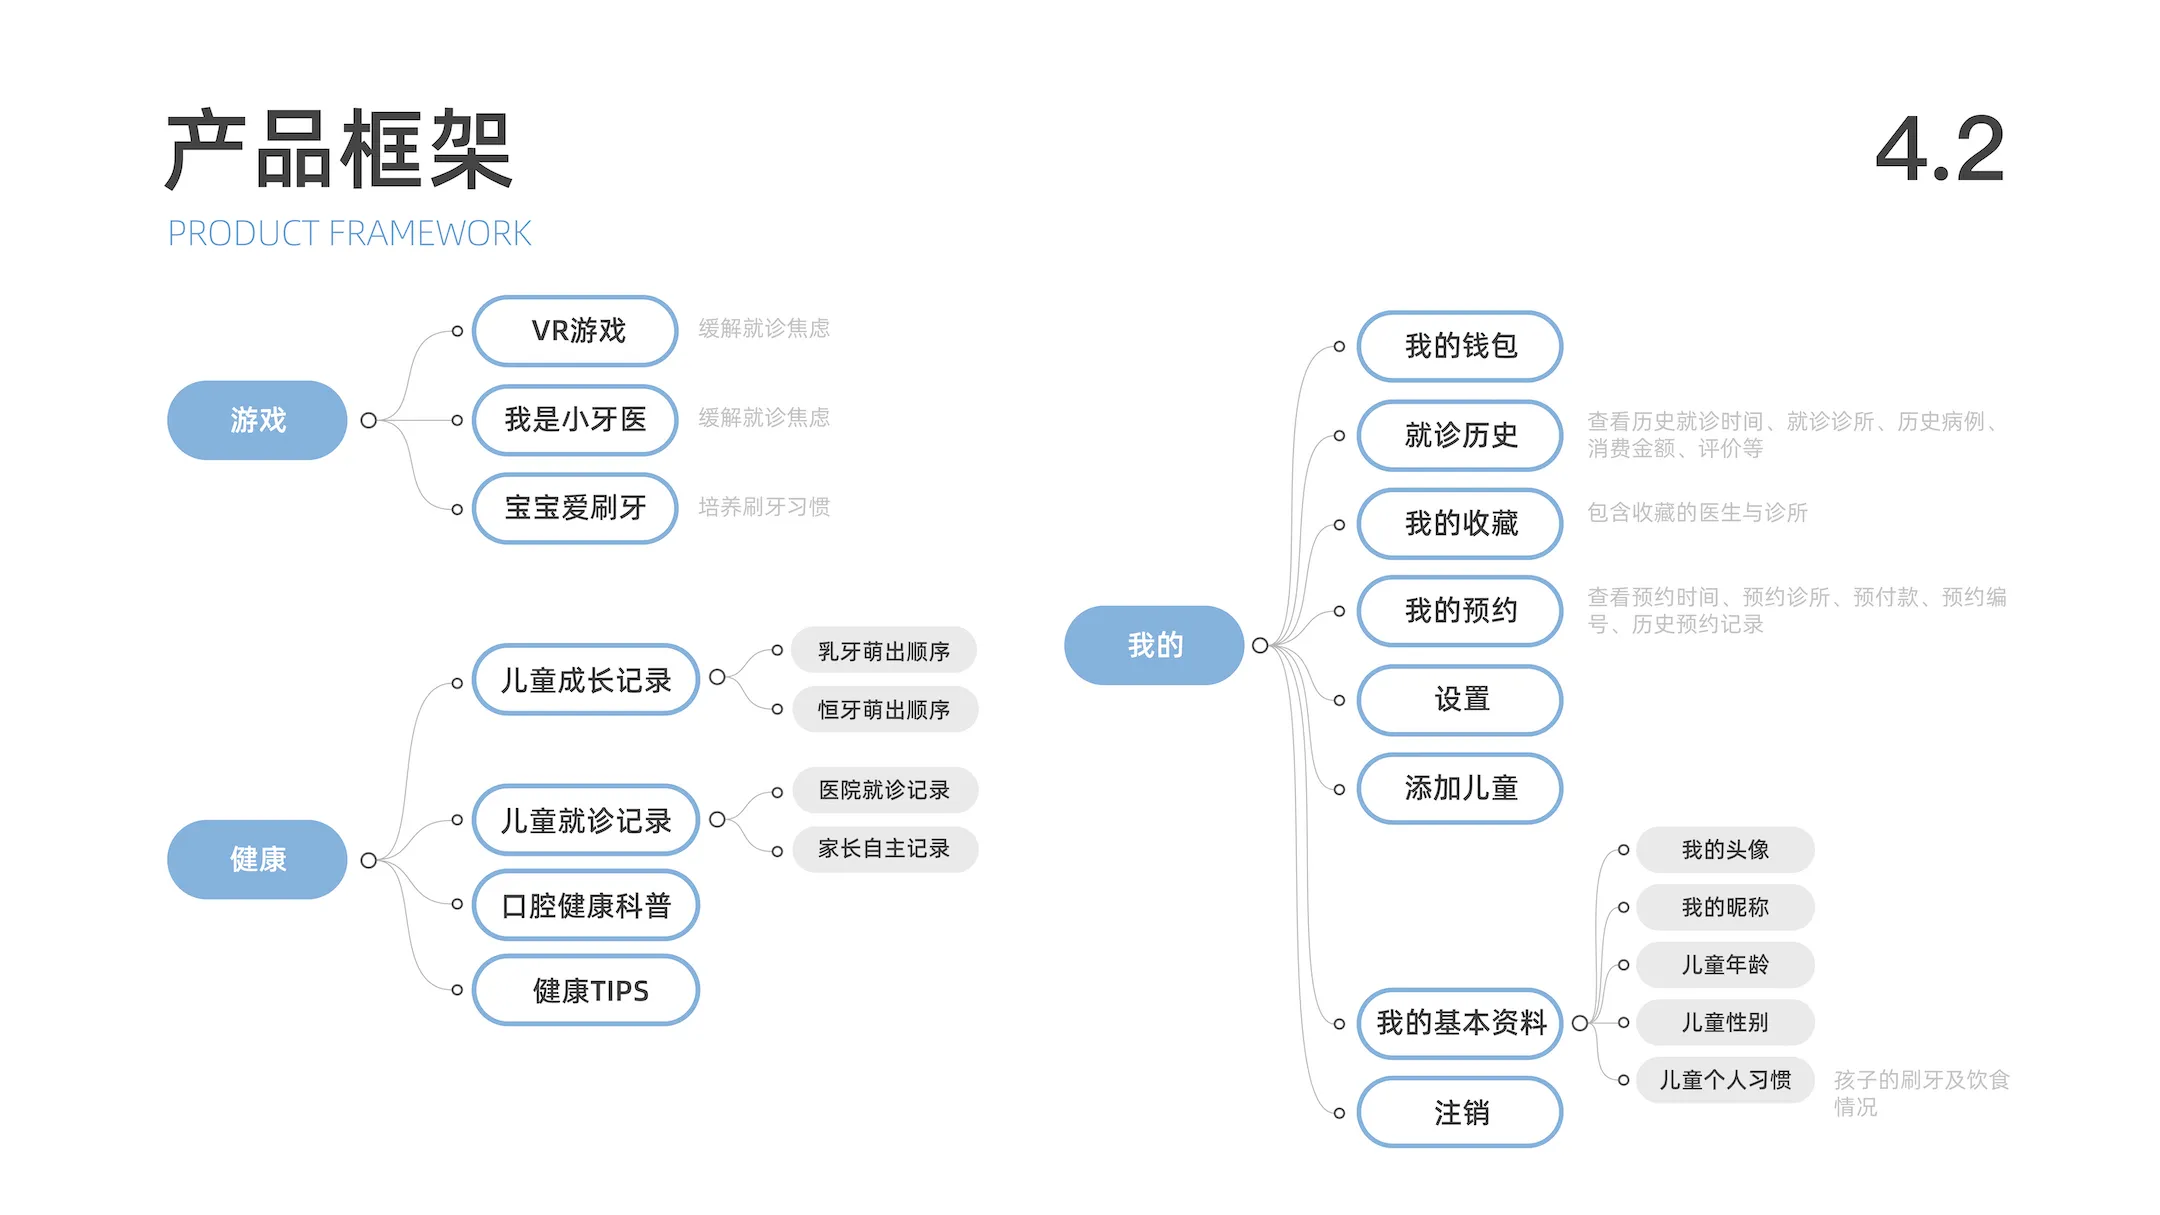 产品框架
4.2
PRODUCT FRAMEWORK
游戏
VR游戏
缓解就诊焦虑
我是小牙医
缓解就诊焦虑
宝宝爱刷牙
培养刷牙习惯
健康
儿童成长记录
乳牙萌出顺序
恒牙萌出顺序
儿童就诊记录
医院就诊记录
家长自主记录
口腔健康科普
健康TIPS
我的
我的钱包
就诊历史
查看历史就诊时间、就诊诊所、历史病例、
消费金额、评价等
我的收藏
包含收藏的医生与诊所
我的预约
查看预约时间、预约诊所、预付款、预约编
号、历史预约记录
设置
添加儿童
我的基本资料
我的头像
我的昵称
儿童年龄
儿童性别
儿童个人习惯
孩子的刷牙及饮食
情况
注销